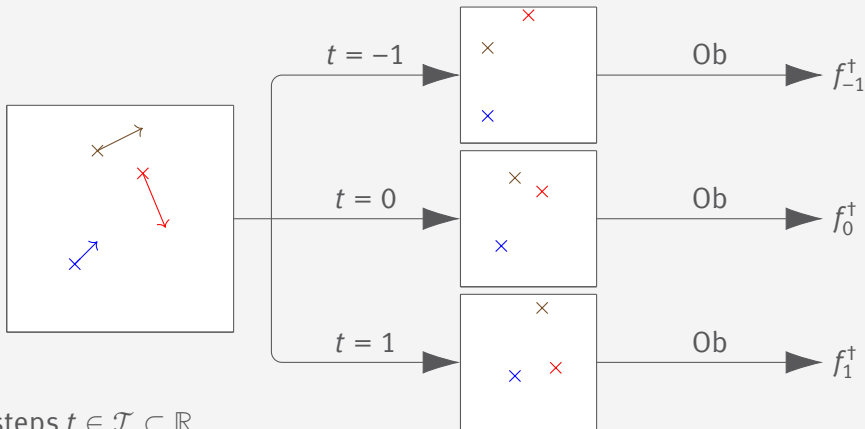 t = −1 Ob f†₋₁
t = 0 Ob f†₀
t = 1 Ob f†₁
steps t ∈ 𝒯 ⊂ ℝ